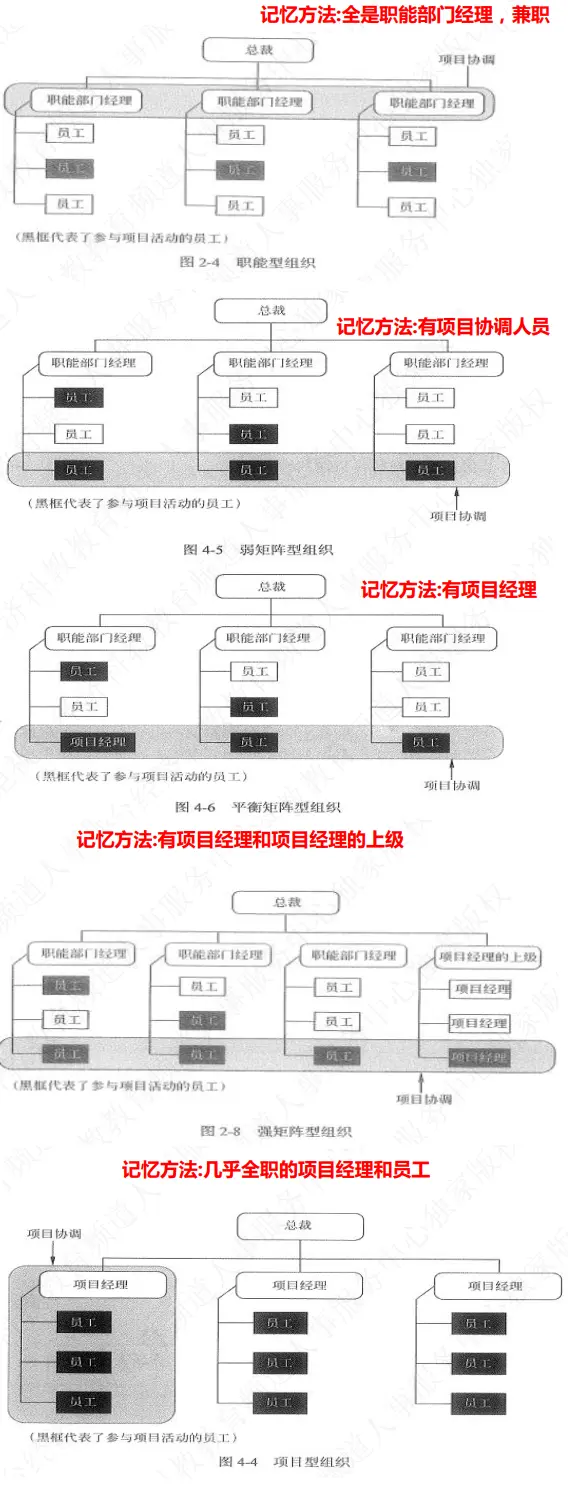 记忆方法:全是职能部门经理，兼职
总裁
项目协调
职能部门经理 职能部门经理 职能部门经理
员工 员工 员工
员工 员工 员工
员工 员工 员工
(黑框代表了参与项目活动的员工)
图 2-4 职能型组织
总裁
记忆方法:有项目协调人员
职能部门经理 职能部门经理 职能部门经理
员工 员工 员工
员工 员工 员工
员工 员工 员工
(黑框代表了参与项目活动的员工)
项目协调
图 4-5 弱矩阵型组织
总裁
记忆方法:有项目经理
职能部门经理 职能部门经理 职能部门经理
员工 员工 员工
员工 员工 员工
项目经理 员工 员工
(黑框代表了参与项目活动的员工)
项目协调
图 4-6 平衡矩阵型组织
记忆方法:有项目经理和项目经理的上级
总裁
职能部门经理 职能部门经理 职能部门经理 项目经理的上级
员工 员工 员工 项目经理
员工 员工 员工 项目经理
员工 员工 员工 项目经理
(黑框代表了参与项目活动的员工)
项目协调
图 2-8 强矩阵型组织
记忆方法:几乎全职的项目经理和员工
总裁
项目协调
项目经理 项目经理 项目经理
员工 员工 员工
员工 员工 员工
员工 员工 员工
(黑框代表了参与项目活动的员工)
图 4-4 项目型组织